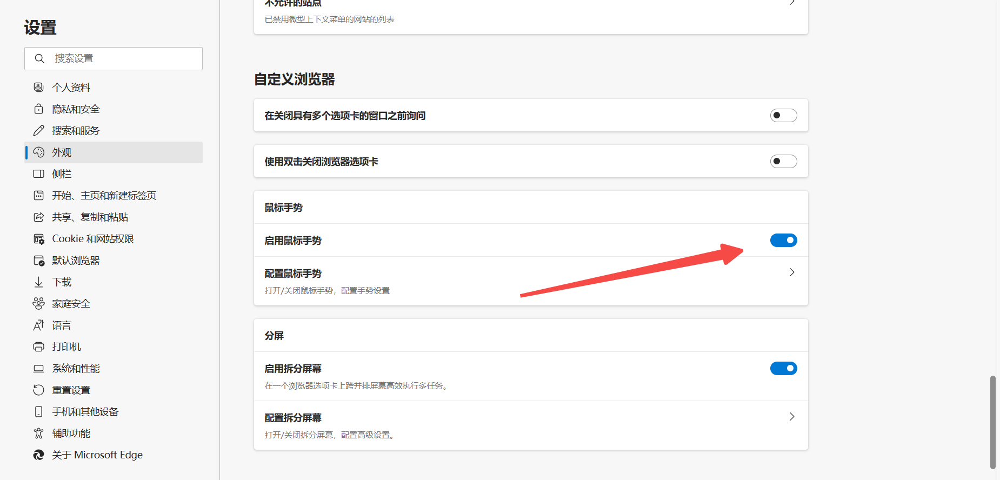 设置
搜索设置
个人资料
隐私和安全
搜索和服务
外观
侧栏
开始、主页和新建标签页
共享、复制和粘贴
Cookie 和网站权限
默认浏览器
下载
家庭安全
语言
打印机
系统和性能
重置设置
手机和其他设备
辅助功能
关于 Microsoft Edge
不允许的站点
已禁用微型上下文菜单的网站的列表
自定义浏览器
在关闭具有多个选项卡的窗口之前询问
使用双击关闭浏览器选项卡
鼠标手势
启用鼠标手势
配置鼠标手势
打开/关闭鼠标手势，配置手势设置
分屏
启用拆分屏幕
在一个浏览器选项卡上跨并排屏幕高效执行多任务。
配置拆分屏幕
打开/关闭拆分屏幕，配置高级设置。